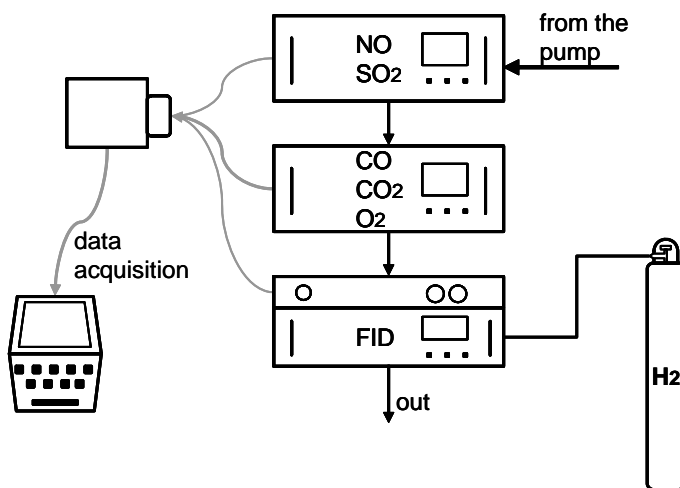 from the
pump
NO
SO2
CO
CO2
O2
data
acquisition
FID
H2
out